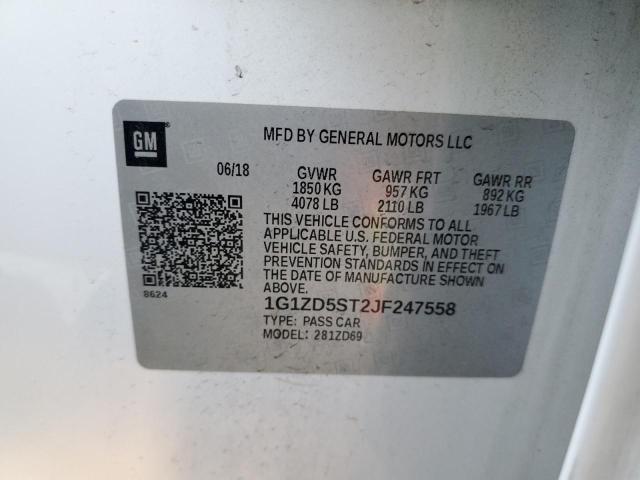 GM®
MFD BY GENERAL MOTORS LLC
06/18 GVWR GAWR FRT GAWR RR
1850 KG 957 KG 892 KG
4078 LB 2110 LB 1967 LB
THIS VEHICLE CONFORMS TO ALL
APPLICABLE U.S. FEDERAL MOTOR
VEHICLE SAFETY, BUMPER, AND THEFT
PREVENTION STANDARDS IN EFFECT ON
THE DATE OF MANUFACTURE SHOWN ABOVE.
8624
1G1ZD5ST2JF247558
TYPE: PASS CAR
MODEL: 281ZD69